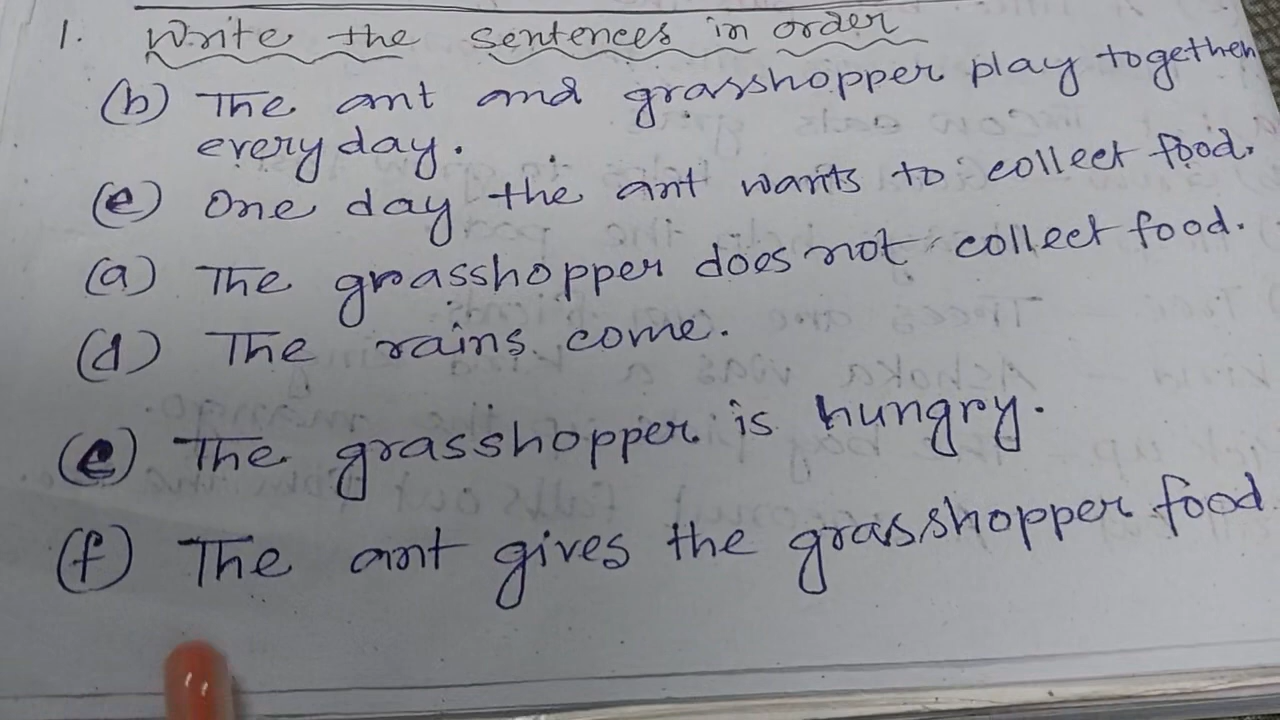 1. Write the sentences in order
(b) The ant and grasshopper play together
every day.
(e) One day the ant wants to collect food.
(a) The grasshopper does not collect food.
(d) The rains come.
(c) The grasshopper is hungry.
(f) The ant gives the grasshopper food